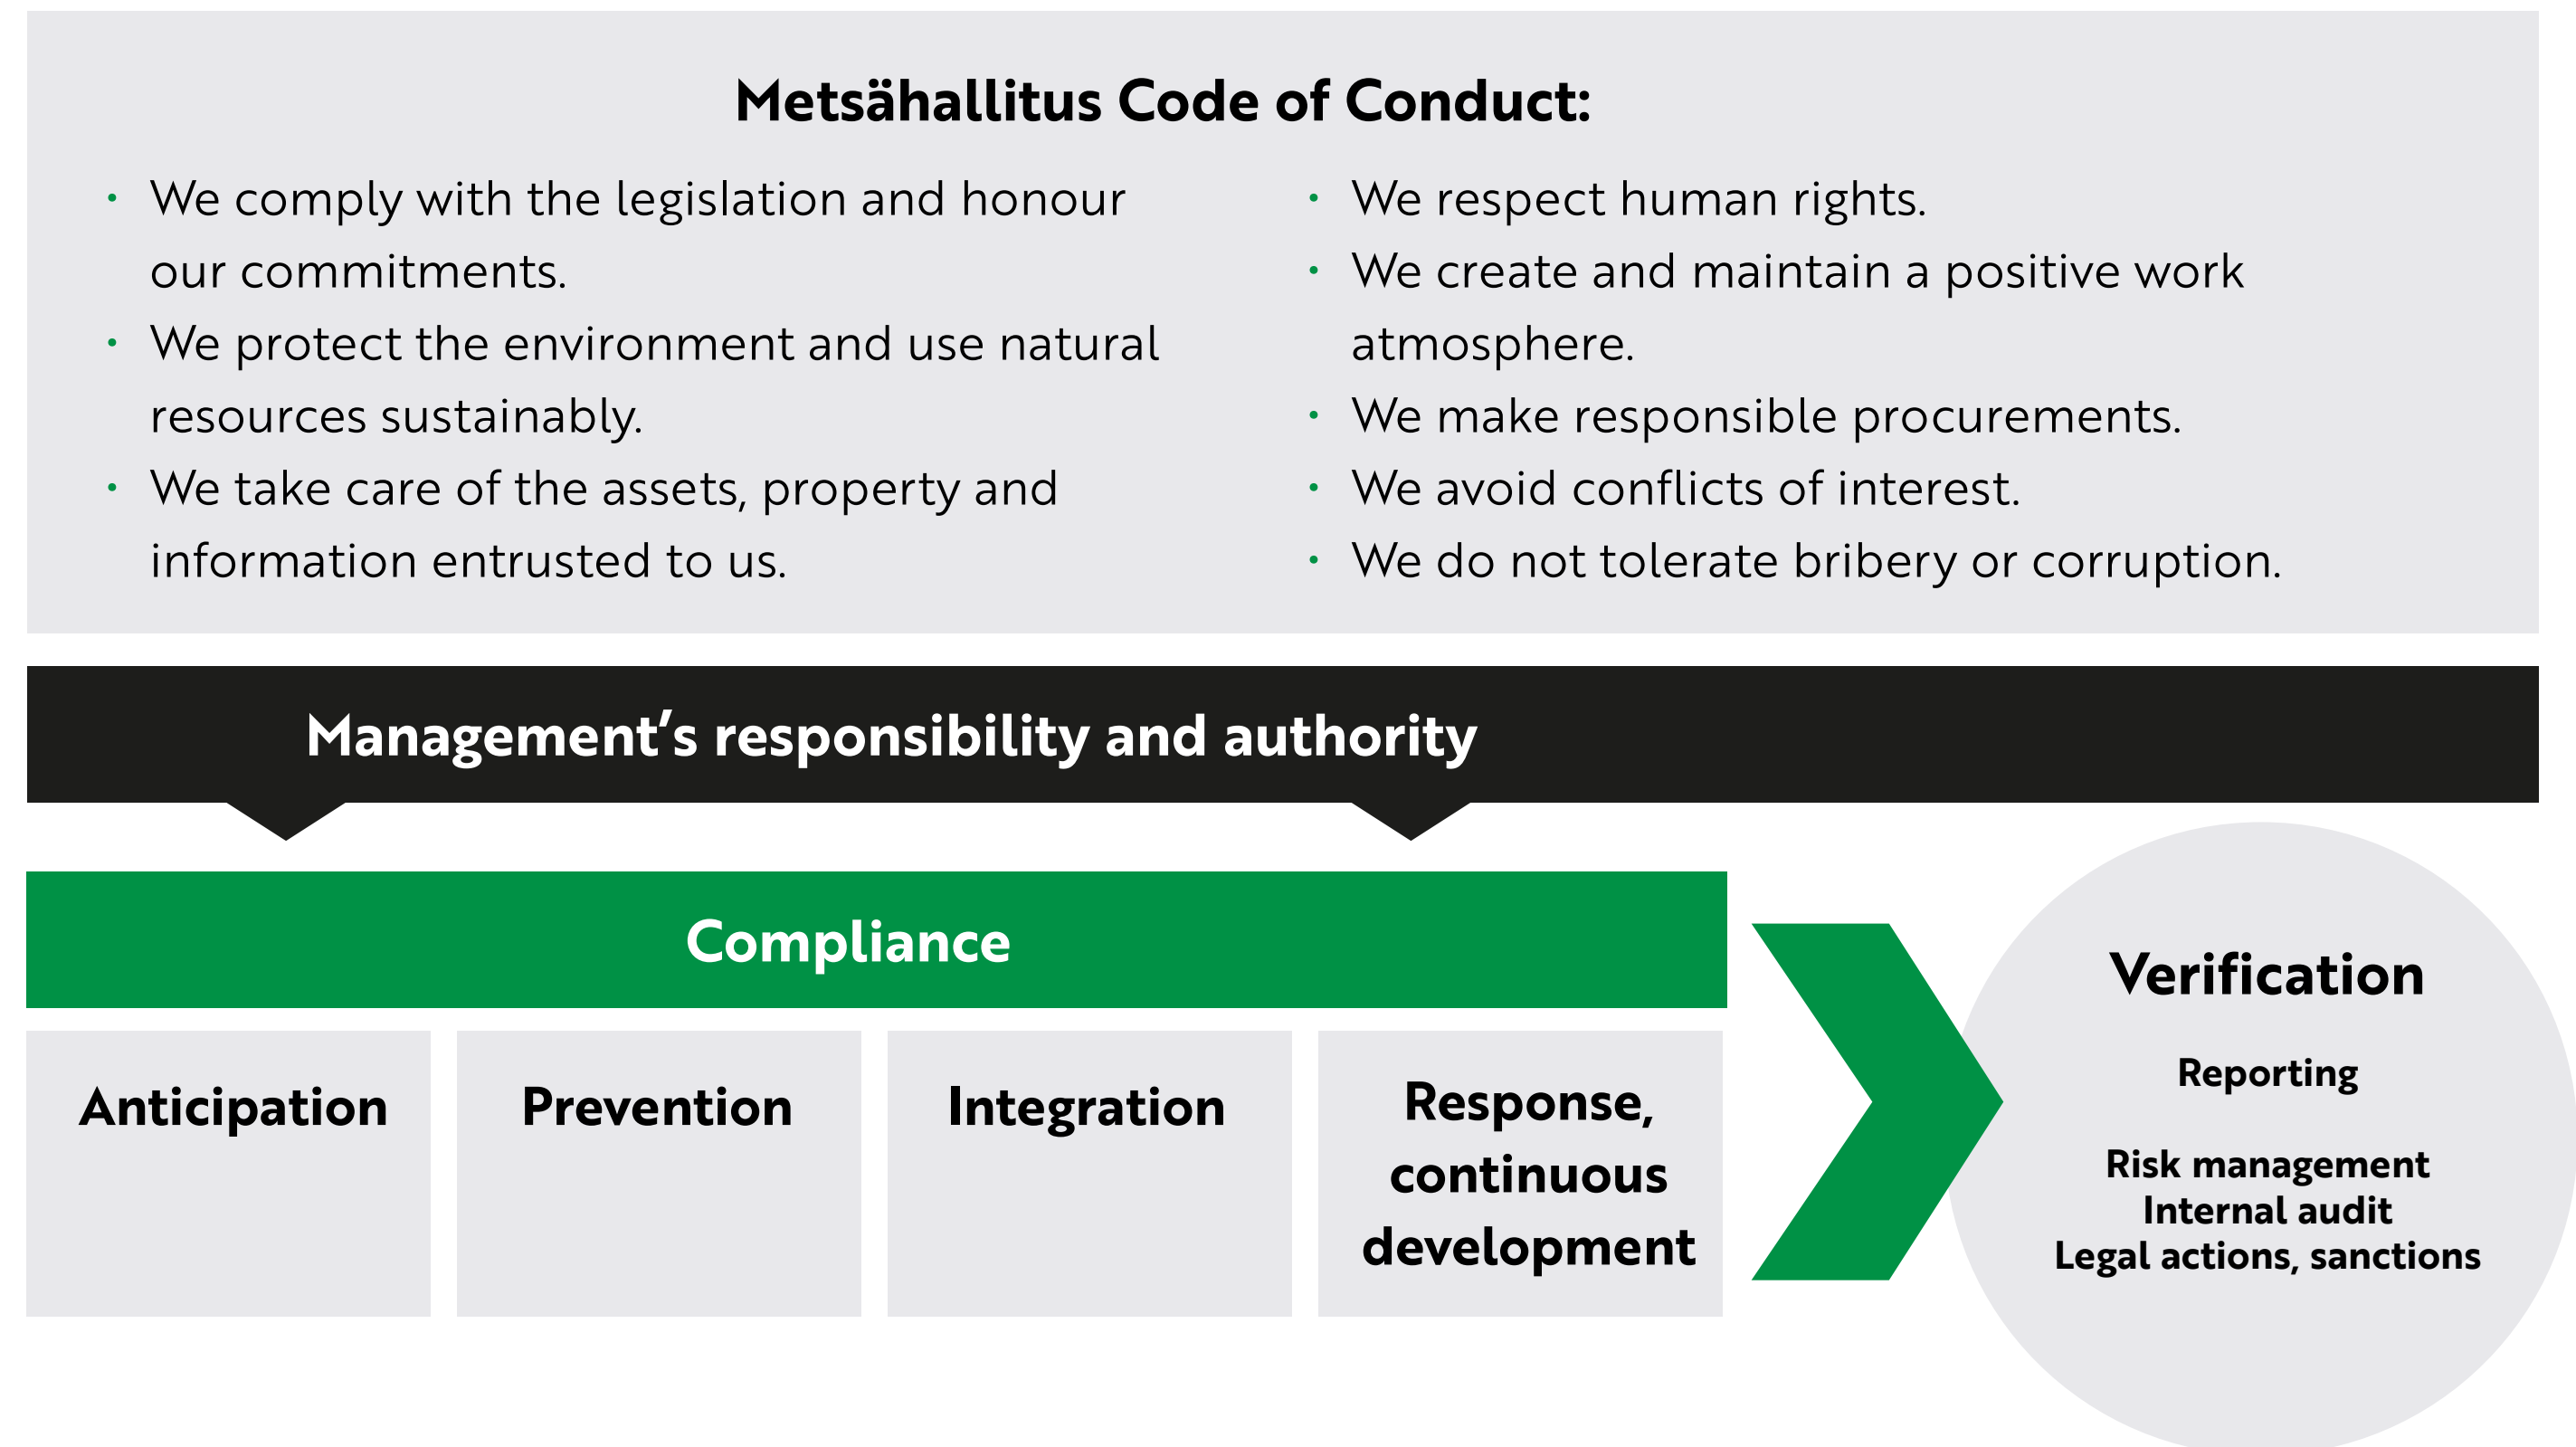 Metsähallitus Code of Conduct:
• We comply with the legislation and honour
our commitments.
• We protect the environment and use natural
resources sustainably.
• We take care of the assets, property and
information entrusted to us.
• We respect human rights.
• We create and maintain a positive work
atmosphere.
• We make responsible procurements.
• We avoid conflicts of interest.
• We do not tolerate bribery or corruption.
Management’s responsibility and authority
Compliance
Anticipation
Prevention
Integration
Response,
continuous
development
Verification
Reporting
Risk management
Internal audit
Legal actions, sanctions